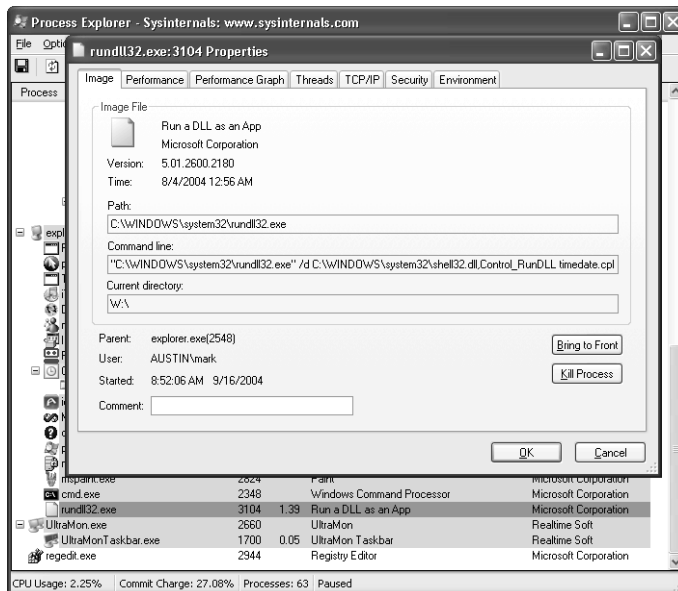 Process Explorer - Sysinternals: www.sysinternals.com
File
rundll32.exe:3104 Properties
Image Performance Performance Graph Threads TCP/IP Security Environment
Process
Image File
Run a DLL as an App
Microsoft Corporation
Version: 5.01.2600.2180
Time: 8/4/2004 12:56 AM
Path:
C:\WINDOWS\system32\rundll32.exe
Command line:
"C:\WINDOWS\system32\rundll32.exe" /d C:\WINDOWS\system32\shell32.dll,Control_RunDLL timedate.cpl
Current directory:
W:\
Parent: explorer.exe(2548)
Bring to Front
User: AUSTIN\mark
Kill Process
Started: 8:52:06 AM 9/16/2004
Comment:
OK Cancel
mspaint.exe 2824 Paint Microsoft Corporation
cmd.exe 2348 Windows Command Processor Microsoft Corporation
rundll32.exe 3104 1.39 Run a DLL as an App Microsoft Corporation
UltraMon.exe 2660 UltraMon Realtime Soft
UltraMonTaskbar.exe 1700 0.05 UltraMon Taskbar Realtime Soft
regedit.exe 2944 Registry Editor Microsoft Corporation
CPU Usage: 2.25% Commit Charge: 27.08% Processes: 63 Paused